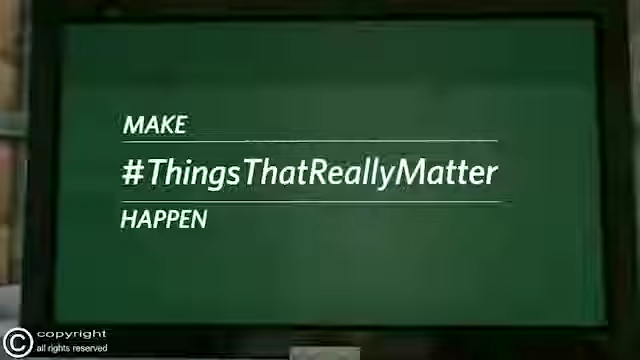 MAKE
#ThingsThatReallyMatter
HAPPEN
© copyright
all rights reserved